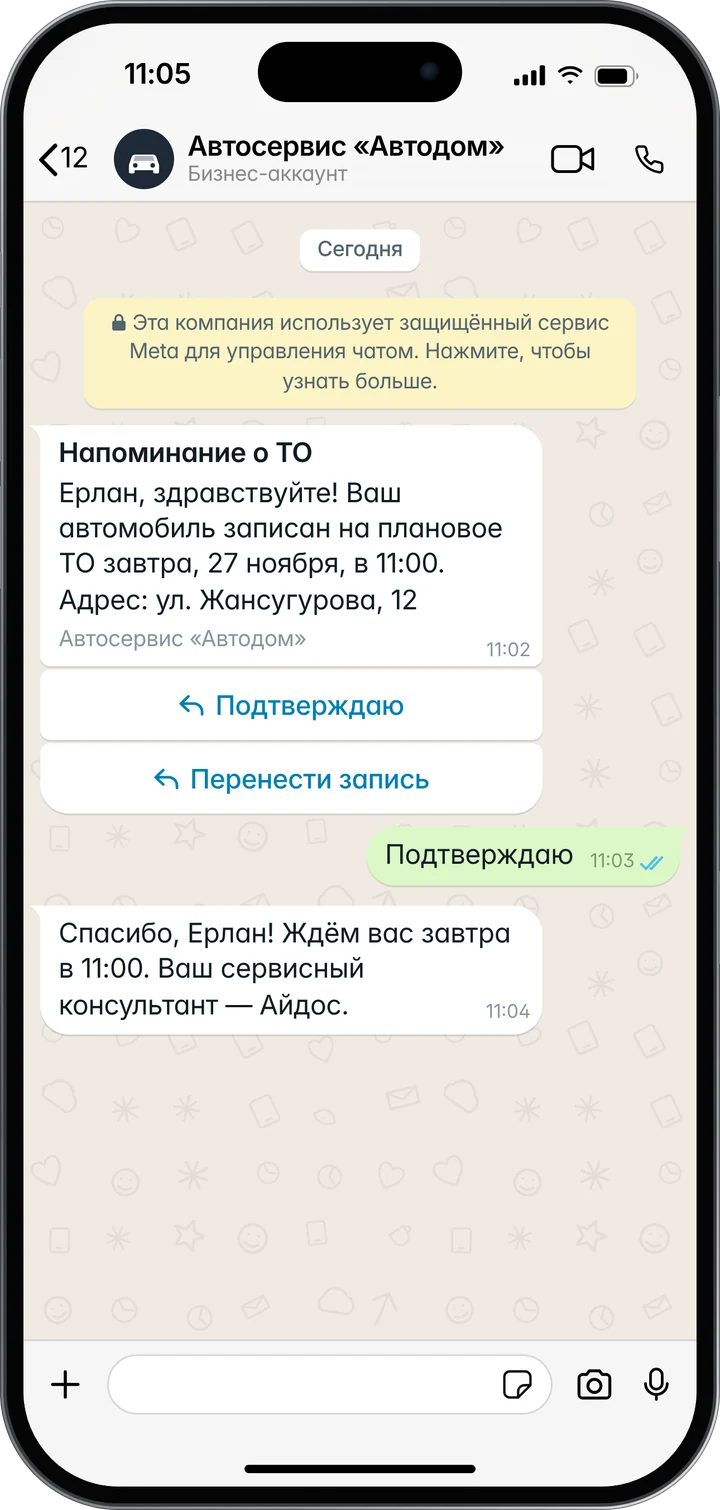 11:05
12
Автосервис «Автодом»
Бизнес-аккаунт
Сегодня
Эта компания использует защищённый сервис
Meta для управления чатом. Нажмите, чтобы
узнать больше.
Напоминание о ТО
Ерлан, здравствуйте! Ваш
автомобиль записан на плановое
ТО завтра, 27 ноября, в 11:00.
Адрес: ул. Жансугурова, 12
Автосервис «Автодом»
11:02
Подтверждаю
Перенести запись
Подтверждаю 11:03
Спасибо, Ерлан! Ждём вас завтра
в 11:00. Ваш сервисный
консультант — Айдос.
11:04